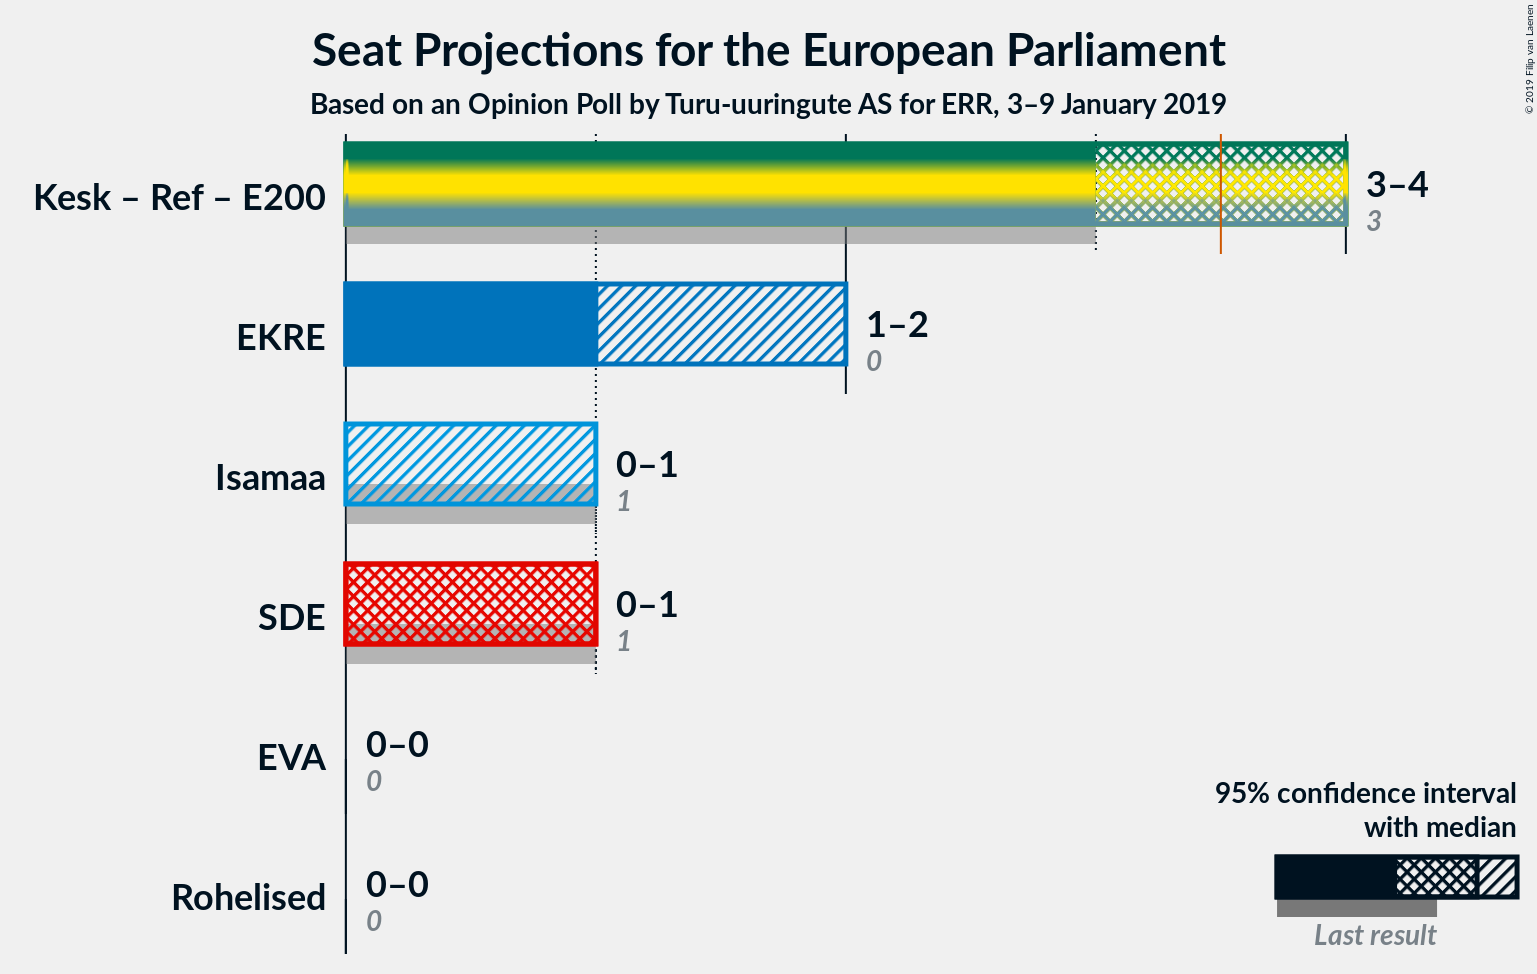 Seat Projections for the European Parliament
Based on an Opinion Poll by Turu-uuringute AS for ERR, 3–9 January 2019
© 2019 Filip van Laenen
Kesk – Ref – E200
3–4
3
EKRE
1–2
0
Isamaa
0–1
1
SDE
0–1
1
EVA
0–0
0
Rohelised
0–0
0
95% confidence interval
with median
Last result